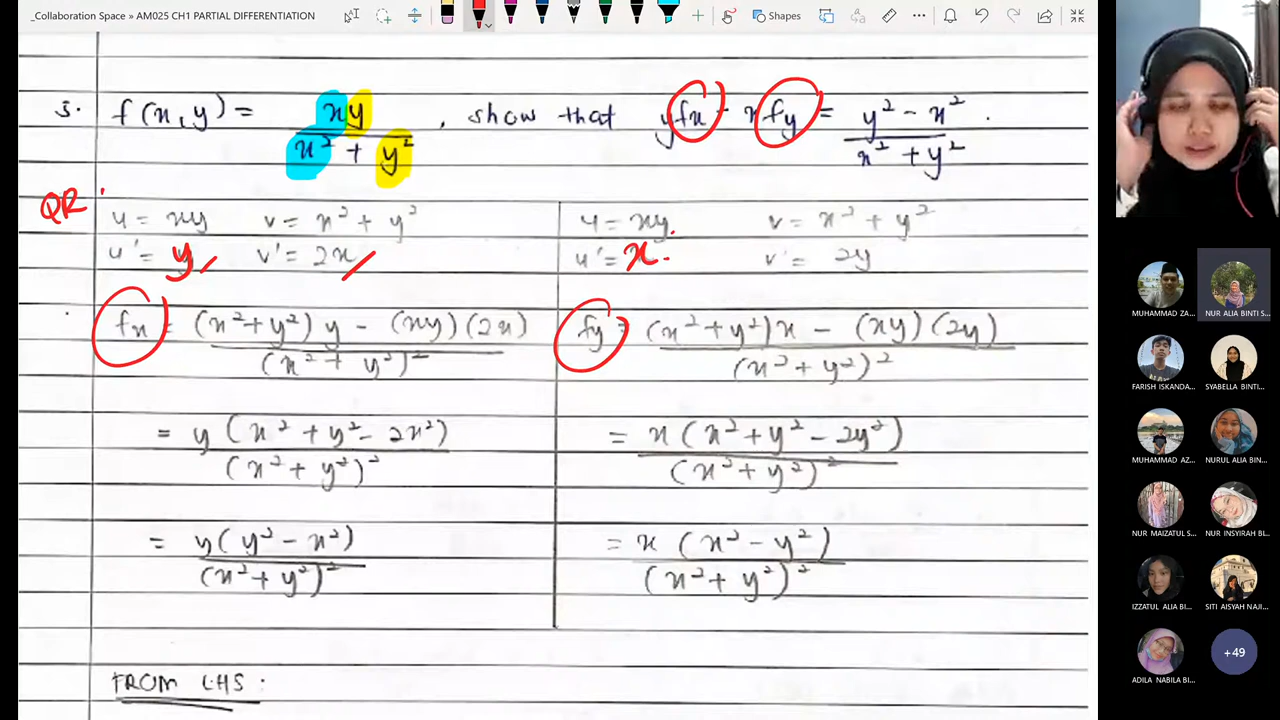 _Collaboration Space » AM025 CH1 PARTIAL DIFFERENTIATION
Shapes
3. f(x,y) = xy / x² + y² , show that yfx - xfy = y² - x² / x² + y² .
QR
u = xy v = x² + y²
u' = y v' = 2x
fx = (x² + y²) y - (xy)(2x) / (x² + y²)²
= y (x² + y² - 2x²) / (x² + y²)²
= y (y² - x²) / (x² + y²)²
u = xy v = x² + y²
u' = x v' = 2y
fy = (x² + y²) x - (xy)(2y) / (x² + y²)²
= x (x² + y² - 2y²) / (x² + y²)²
= x (x² - y²) / (x² + y²)²
FROM LHS :
MUHAMMAD ZA...
NUR ALIA BINTI S...
FARISH ISKANDA...
SYABELLA BINTI...
MUHAMMAD AZ...
NURUL ALIA BIN...
NUR MAIZATUL S...
NUR INSYIRAH BI...
IZZATUL ALIA BI...
SITI AISYAH NAJI...
ADILA NABILA BI...
+49